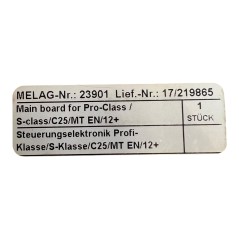 MELAG-Nr.: 23901 Lief.-Nr.: 17/219865
Main board for Pro-Class / 1
S-class/C25/MT EN/12+ STÜCK
Steuerungselektronik Profi-
Klasse/S-Klasse/C25/MT EN/12+